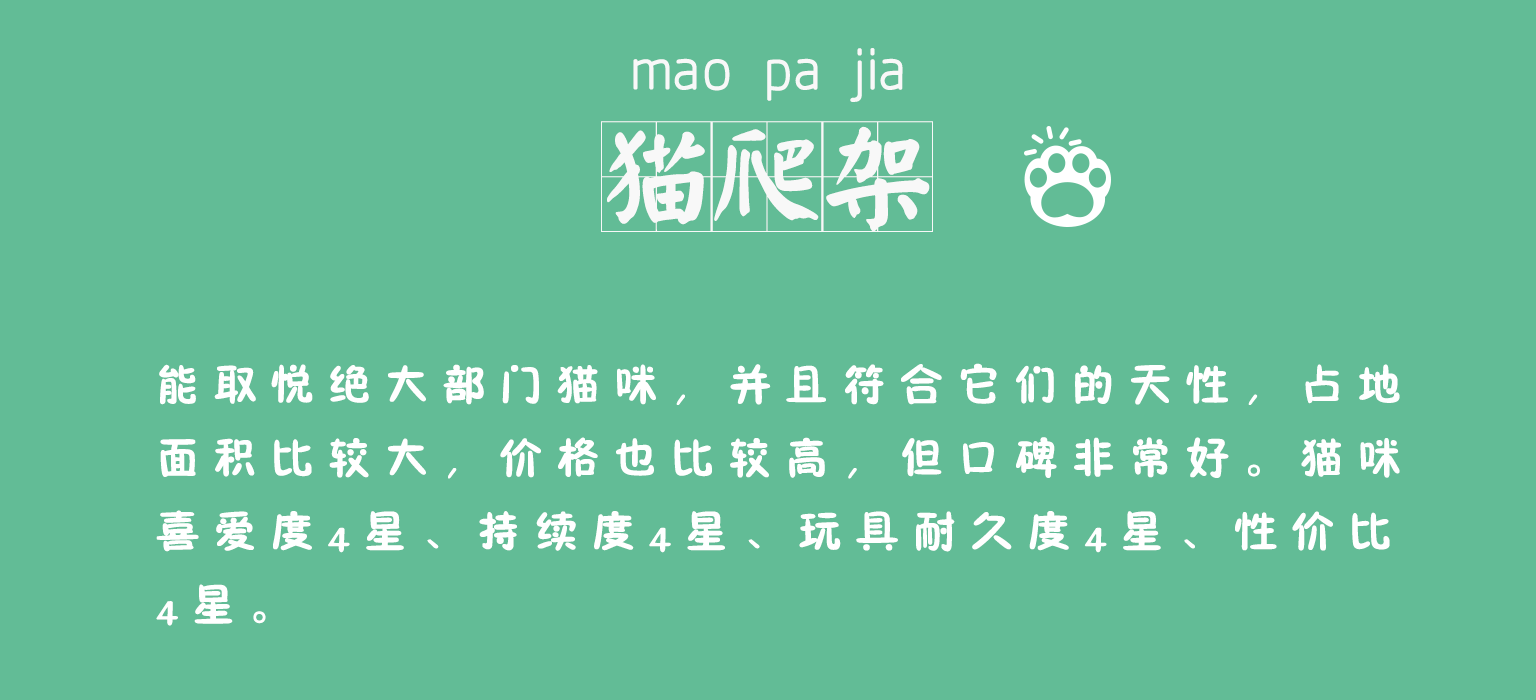 mao pa jia
猫爬架
能取悦绝大部门猫咪，并且符合它们的天性，占地
面积比较大，价格也比较高，但口碑非常好。猫咪
喜爱度4星、持续度4星、玩具耐久度4星、性价比
4星。